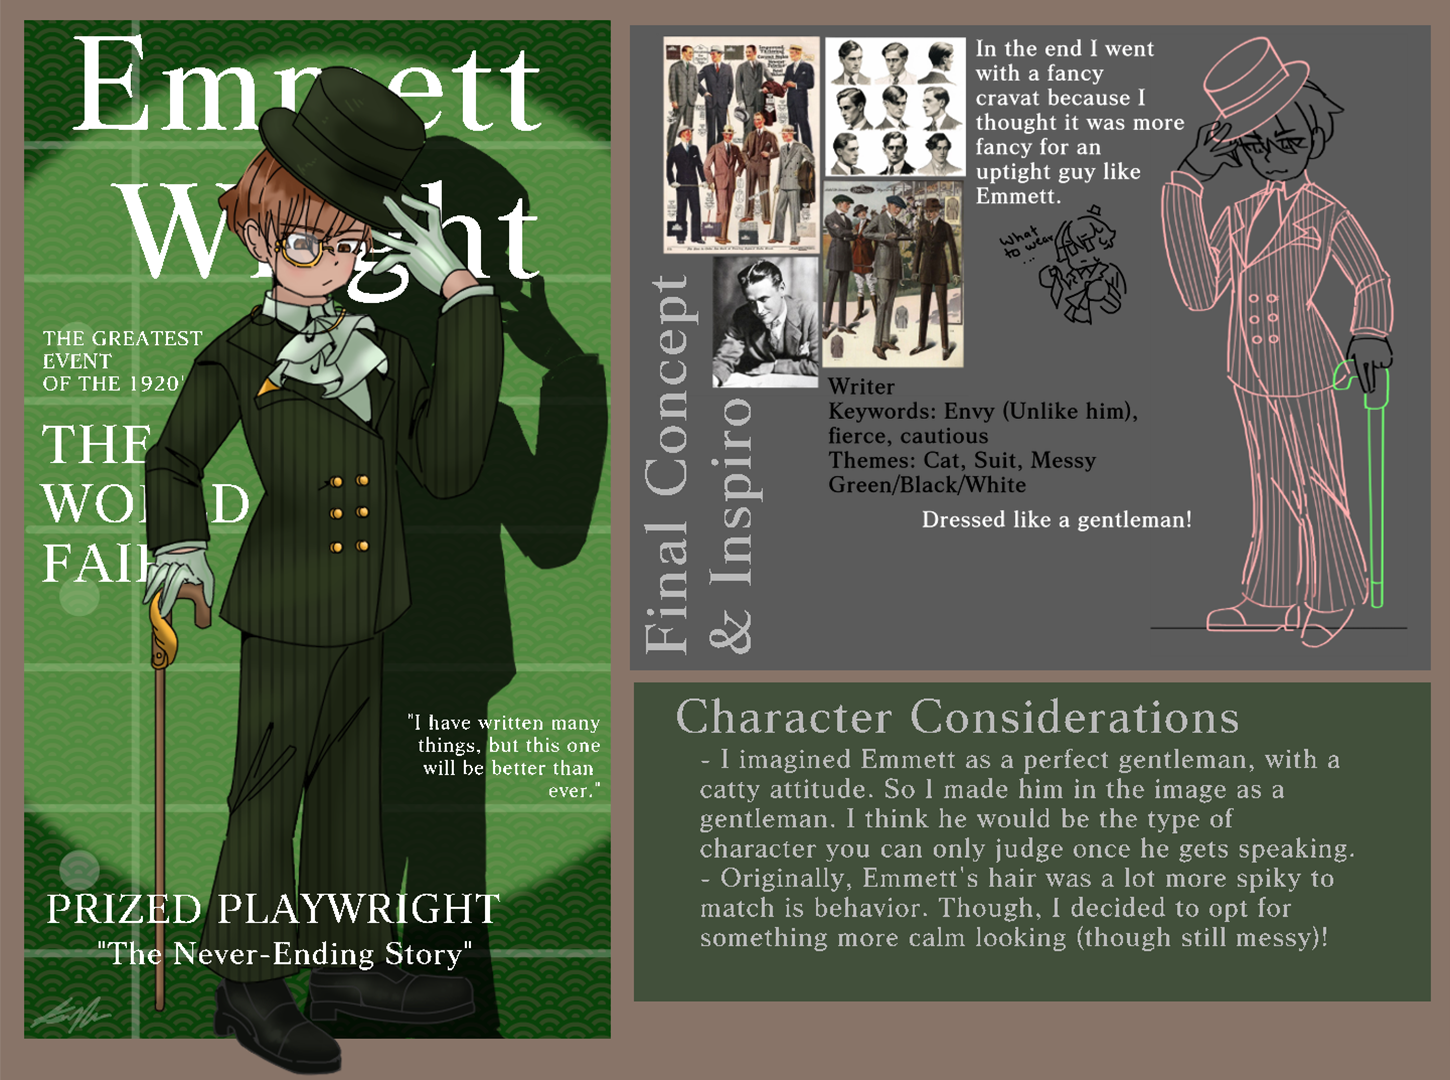 Emmett
Wright
THE GREATEST
EVENT
OF THE 1920'
THE
WORLD
FAIR
"I have written many
things, but this one
will be better than
ever."
PRIZED PLAYWRIGHT
"The Never-Ending Story"
Final Concept
& Inspiro
In the end I went
with a fancy
cravat because I
thought it was more
fancy for an
uptight guy like
Emmett.
what
to wear
...
Writer
Keywords: Envy (Unlike him),
fierce, cautious
Themes: Cat, Suit, Messy
Green/Black/White
Dressed like a gentleman!
Character Considerations
- I imagined Emmett as a perfect gentleman, with a
catty attitude. So I made him in the image as a
gentleman. I think he would be the type of
character you can only judge once he gets speaking.
- Originally, Emmett's hair was a lot more spiky to
match is behavior. Though, I decided to opt for
something more calm looking (though still messy)!